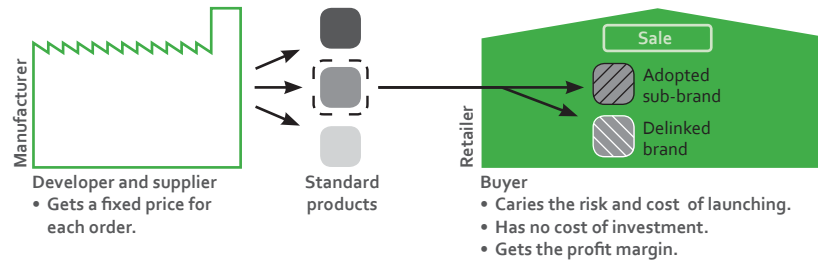 Manufacturer
Developer and supplier
• Gets a fixed price for
each order.
Standard
products
Retailer
Sale
Adopted
sub-brand
Delinked
brand
Buyer
• Caries the risk and cost of launching.
• Has no cost of investment.
• Gets the profit margin.